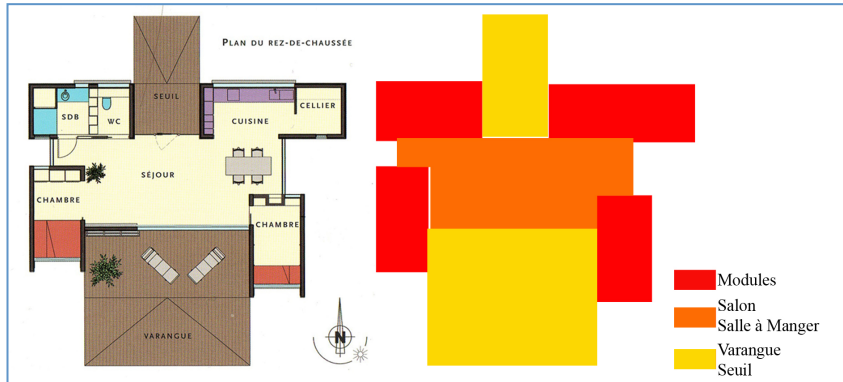 PLAN DU REZ-DE-CHAUSSÉE
SEUIL
SDB
WC
CUISINE
CELLIER
SÉJOUR
CHAMBRE
CHAMBRE
VARANGUE
N
Modules
Salon
Salle à Manger
Varangue
Seuil